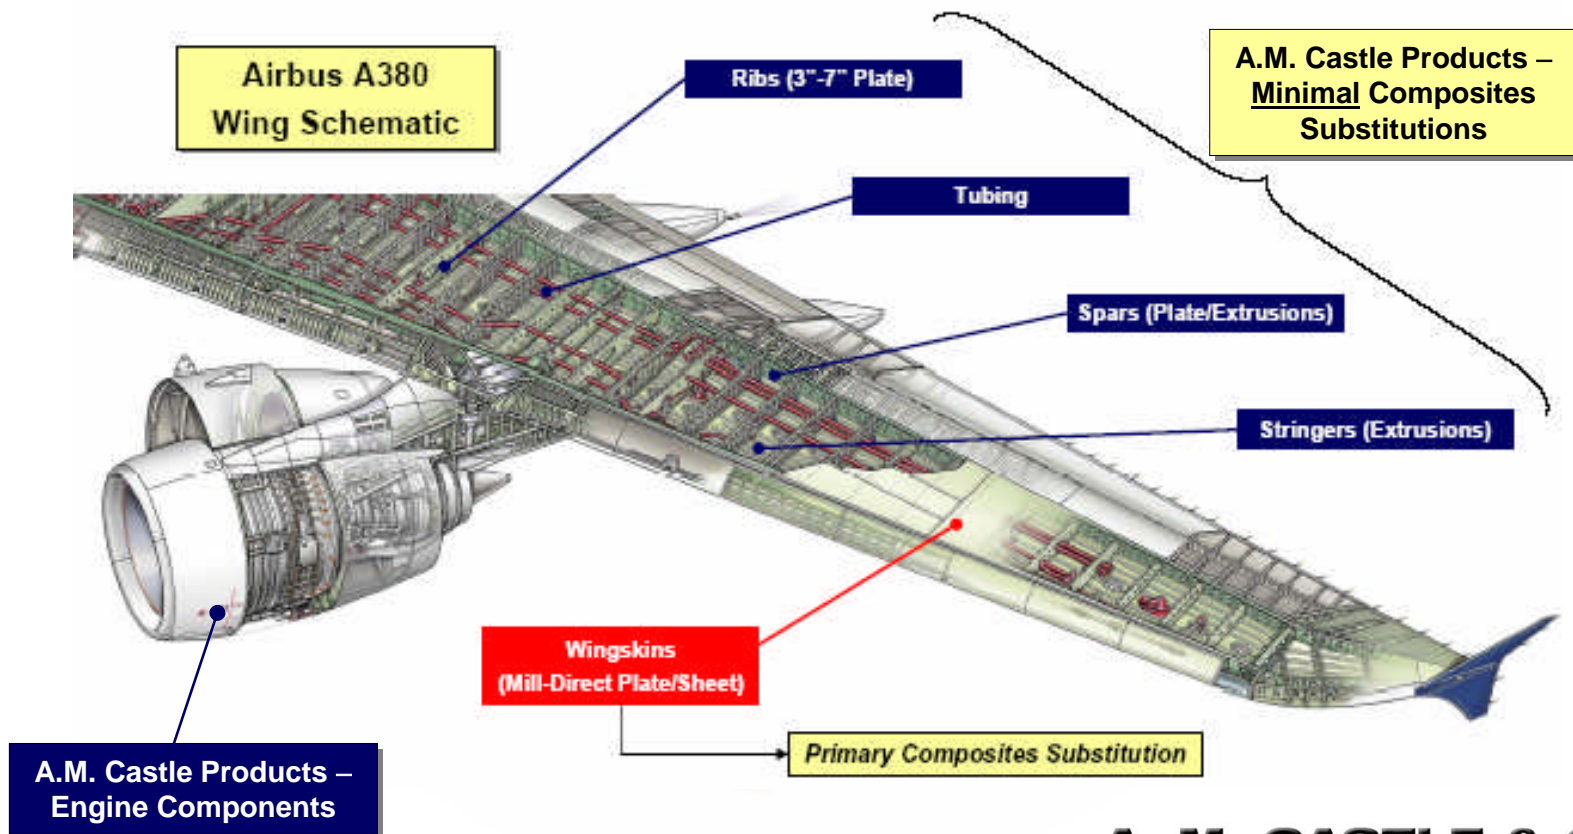 Airbus A380
Wing Schematic
Ribs (3"-7" Plate)
A.M. Castle Products –
Minimal Composites
Substitutions
Tubing
Spars (Plate/Extrusions)
Stringers (Extrusions)
Wingskins
(Mill-Direct Plate/Sheet)
Primary Composites Substitution
A.M. Castle Products –
Engine Components
A. M. CASTLE &